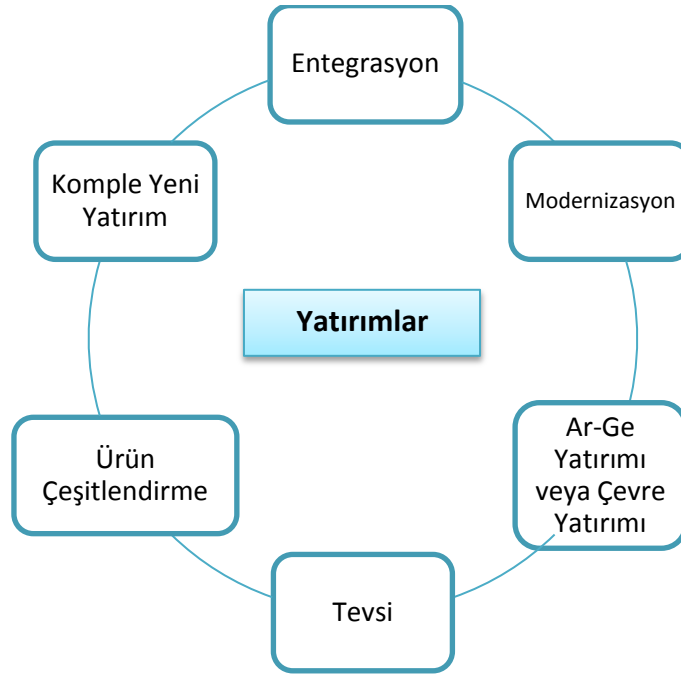 Entegrasyon
Komple Yeni
Yatırım
Modernizasyon
Yatırımlar
Ürün
Çeşitlendirme
Ar-Ge
Yatırımı
veya Çevre
Yatırımı
Tevsi